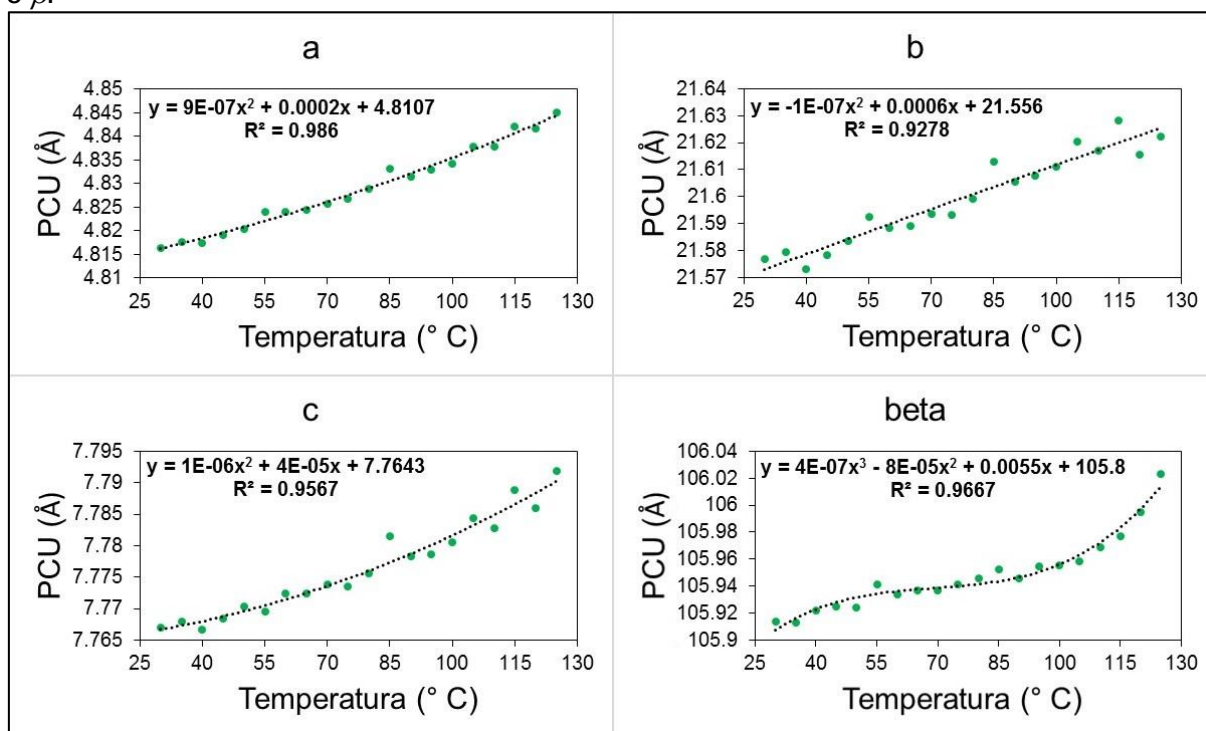 a
y = 9E-07x² + 0.0002x + 4.8107
R² = 0.986
4.85
4.845
4.84
4.835
4.83
4.825
4.82
4.815
4.81
PCU (Å)
25 40 55 70 85 100 115 130
Temperatura (° C)
b
y = -1E-07x² + 0.0006x + 21.556
R² = 0.9278
21.64
21.63
21.62
21.61
21.6
21.59
21.58
21.57
PCU (Å)
25 40 55 70 85 100 115 130
Temperatura (° C)
c
y = 1E-06x² + 4E-05x + 7.7643
R² = 0.9567
7.795
7.79
7.785
7.78
7.775
7.77
7.765
PCU (Å)
25 40 55 70 85 100 115 130
Temperatura (° C)
beta
y = 4E-07x³ - 8E-05x² + 0.0055x + 105.8
R² = 0.9667
106.04
106.02
106
105.98
105.96
105.94
105.92
105.9
PCU (Å)
25 40 55 70 85 100 115 130
Temperatura (° C)